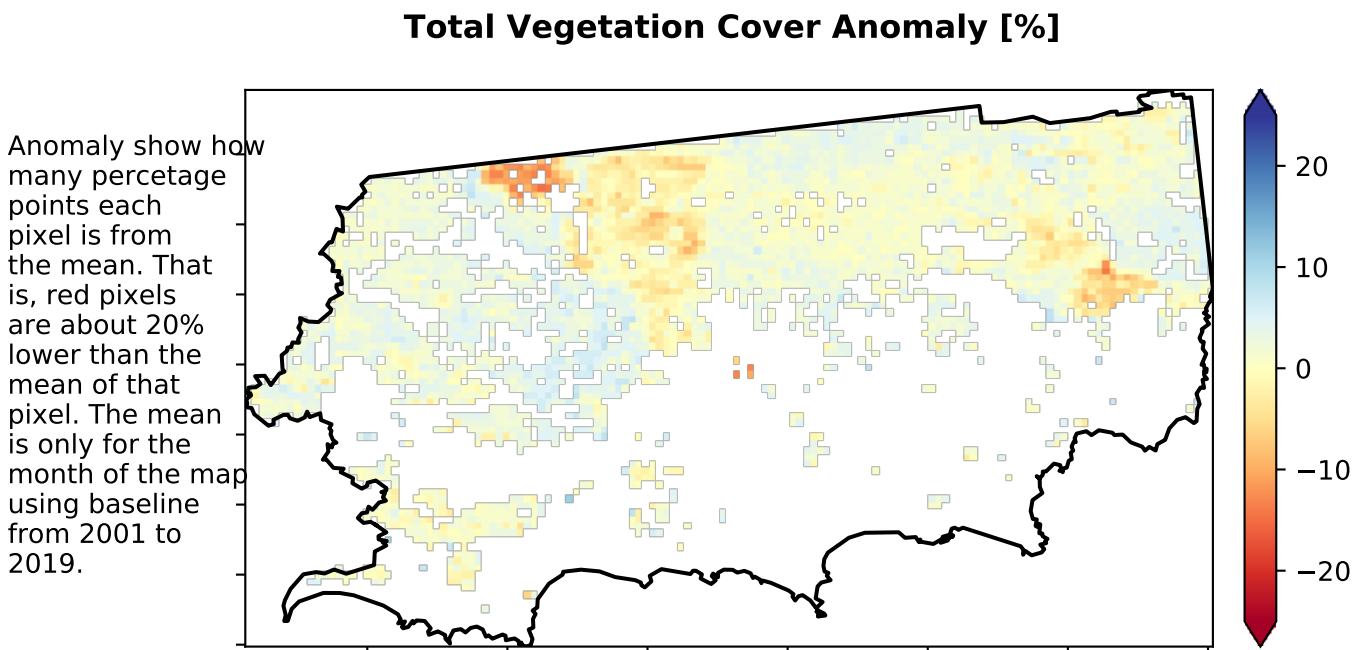 Total Vegetation Cover Anomaly [%]
Anomaly show how
many percetage
points each
pixel is from
the mean. That
is, red pixels
are about 20%
lower than the
mean of that
pixel. The mean
is only for the
month of the map
using baseline
from 2001 to
2019.
20
10
0
−10
−20